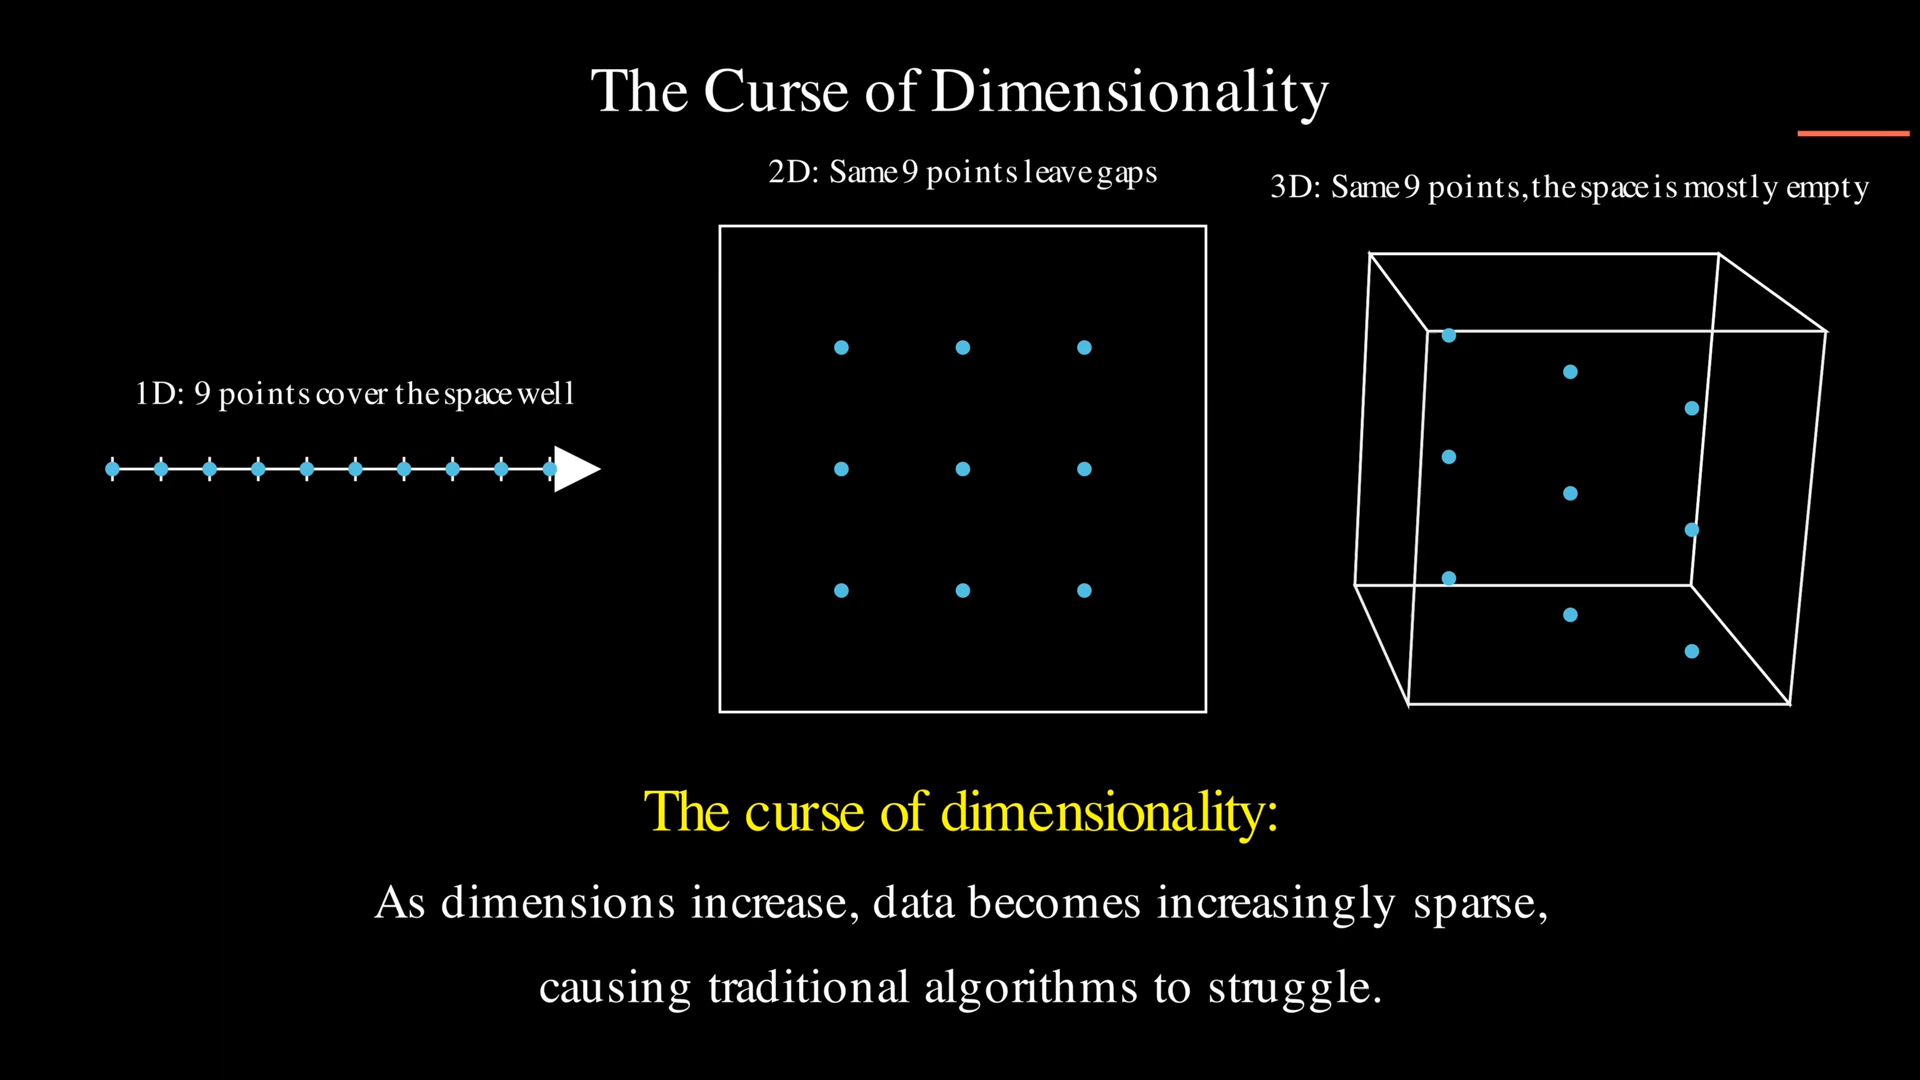 The Curse of Dimensionality
2D: Same 9 points leave gaps
3D: Same 9 points, the space is mostly empty
1D: 9 points cover the space well
The curse of dimensionality:
As dimensions increase, data becomes increasingly sparse,
causing traditional algorithms to struggle.